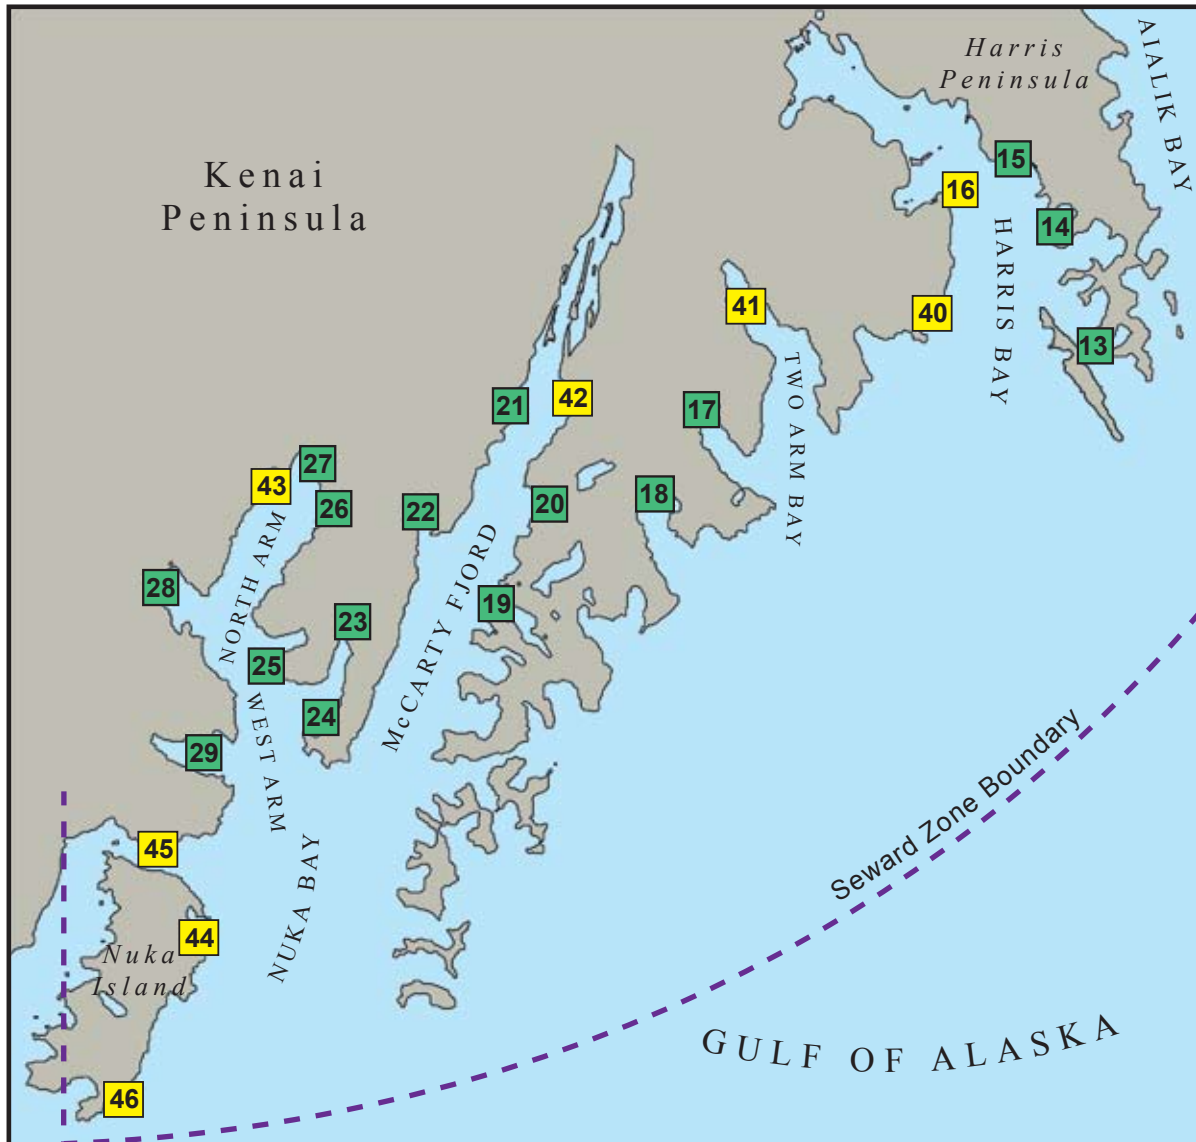 Harris
Peninsula
AIALIK BAY
Kenai
Peninsula
15
16
14
HARRIS BAY
41
40
13
TWO ARM BAY
21
42
17
27
43
26
22
20
18
28
NORTH ARM
23
19
McCARTY FJORD
25
WEST ARM
24
29
Seward Zone Boundary
45
NUKA BAY
44
Nuka
Island
GULF OF ALASKA
46